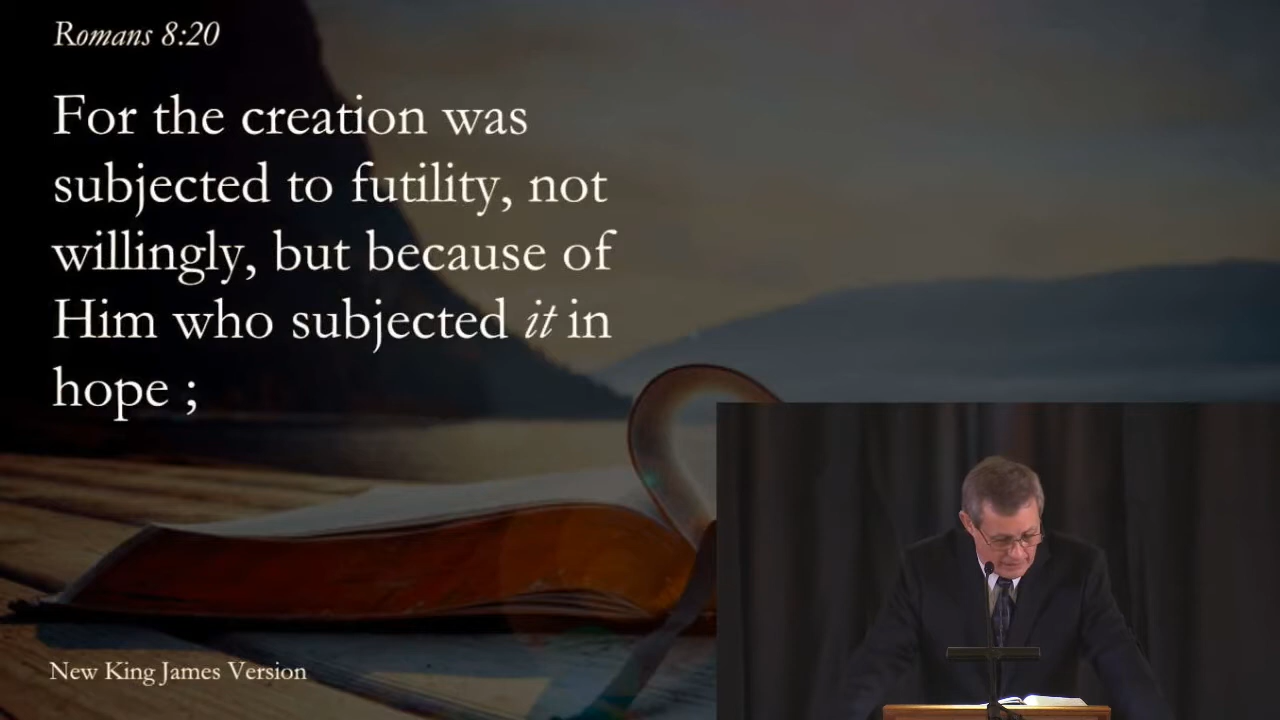 Romans 8:20
For the creation was
subjected to futility, not
willingly, but because of
Him who subjected it in
hope ;
New King James Version